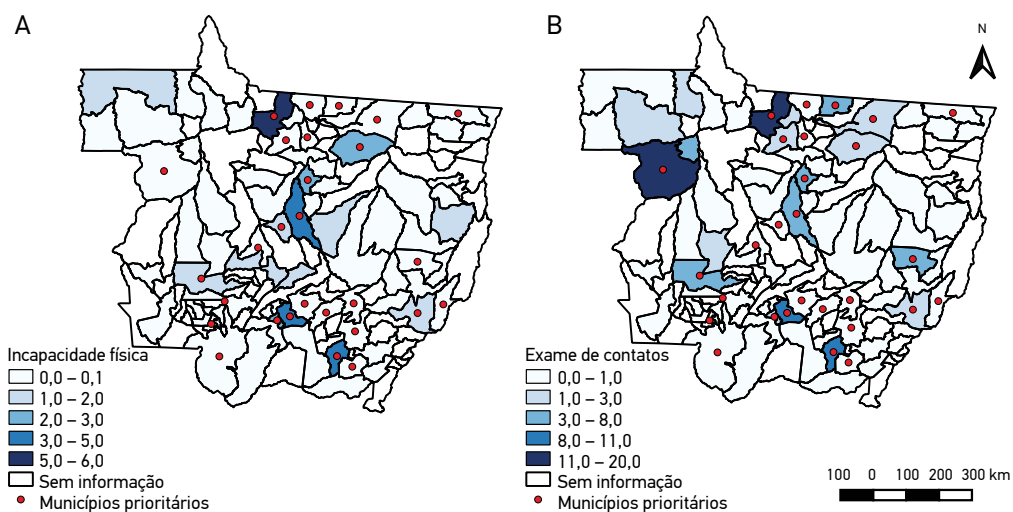 A
B
N
Incapacidade física
0,0 – 0,1
1,0 – 2,0
2,0 – 3,0
3,0 – 5,0
5,0 – 6,0
Sem informação
Municípios prioritários
Exame de contatos
0,0 – 1,0
1,0 – 3,0
3,0 – 8,0
8,0 – 11,0
11,0 – 20,0
Sem informação
Municípios prioritários
100 0 100 200 300 km